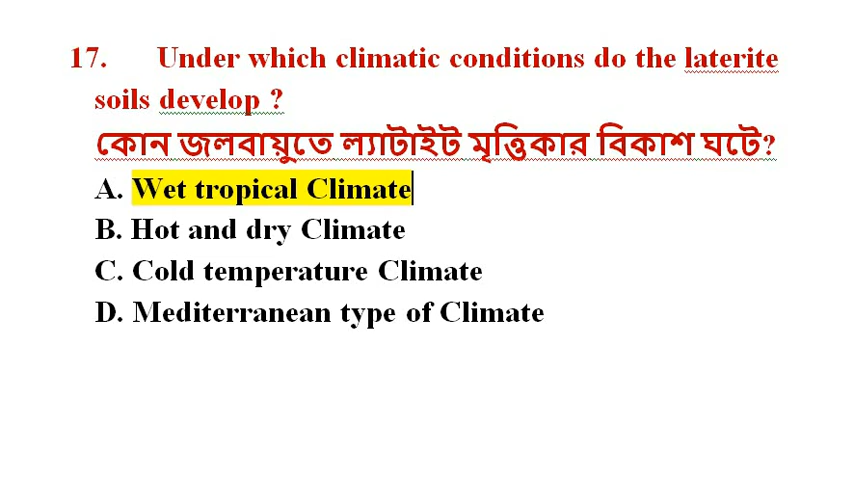 17. Under which climatic conditions do the laterite
soils develop ?
কোন জলবায়ুতে ল্যাটাইট মৃত্তিকার বিকাশ ঘটে?
A. Wet tropical Climate
B. Hot and dry Climate
C. Cold temperature Climate
D. Mediterranean type of Climate